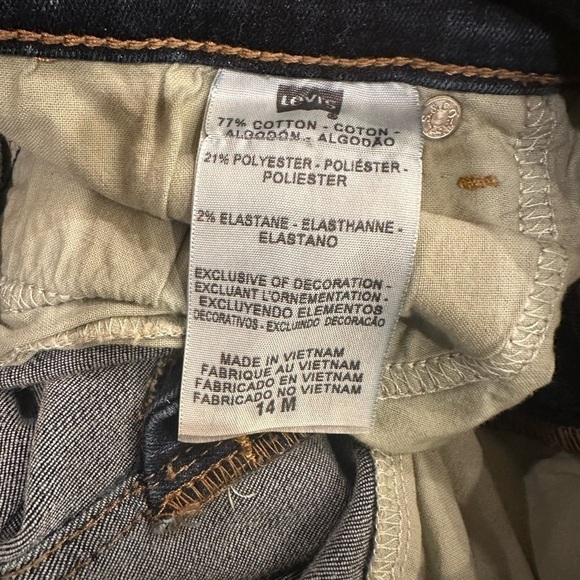 Levi's
77% COTTON - COTON -
ALGODÓN - ALGODÃO
21% POLYESTER - POLIÉSTER -
POLIESTER
2% ELASTANE - ELASTHANNE -
ELASTANO
EXCLUSIVE OF DECORATION -
EXCLUANT L'ORNEMENTATION -
EXCLUYENDO ELEMENTOS
DECORATIVOS - EXCLUINDO DECORAÇÃO
MADE IN VIETNAM
FABRIQUE AU VIETNAM
FABRICADO EN VIETNAM
FABRICADO NO VIETNAM
14 M